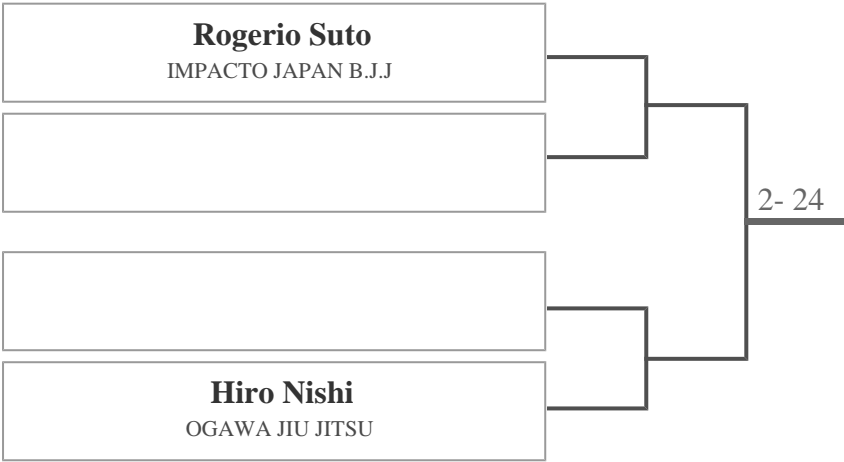 Rogerio Suto
IMPACTO JAPAN B.J.J
2- 24
Hiro Nishi
OGAWA JIU JITSU